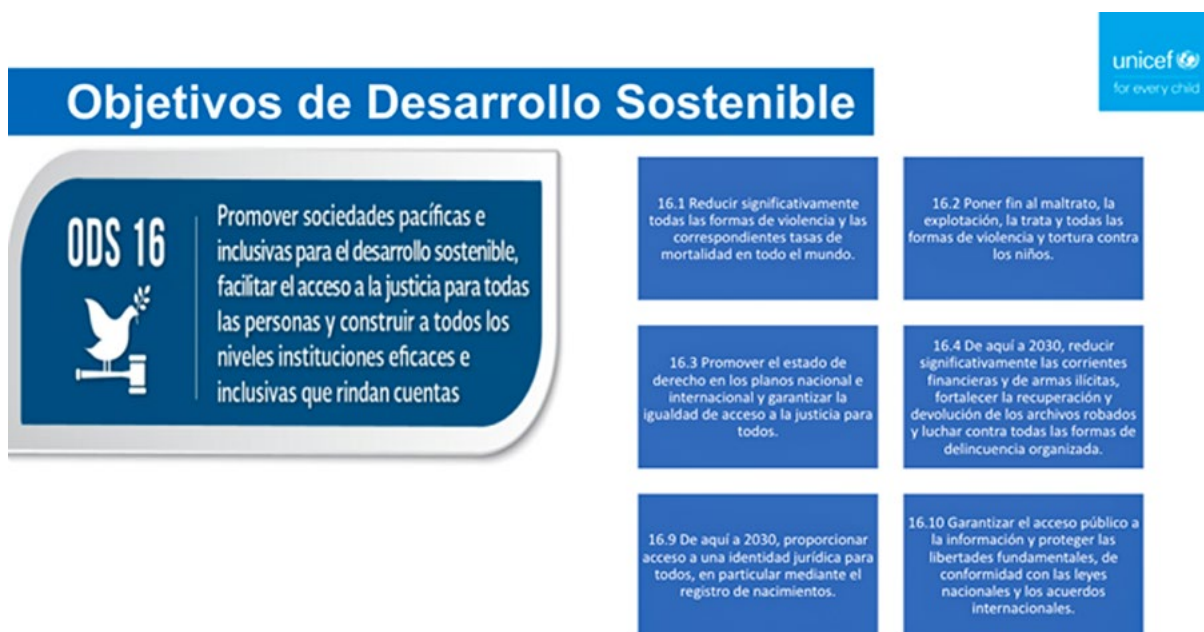 unicef
for every child
Objetivos de Desarrollo Sostenible
ODS 16
Promover sociedades pacíficas e
inclusivas para el desarrollo sostenible,
facilitar el acceso a la justicia para todas
las personas y construir a todos los
niveles instituciones eficaces e
inclusivas que rindan cuentas
16.1 Reducir significativamente
todas las formas de violencia y las
correspondientes tasas de
mortalidad en todo el mundo.
16.2 Poner fin al maltrato, la
explotación, la trata y todas las
formas de violencia y tortura contra
los niños.
16.3 Promover el estado de
derecho en los planos nacional e
internacional y garantizar la
igualdad de acceso a la justicia para
todos.
16.4 De aquí a 2030, reducir
significativamente las corrientes
financieras y de armas ilícitas,
fortalecer la recuperación y
devolución de los archivos robados
y luchar contra todas las formas de
delincuencia organizada.
16.9 De aquí a 2030, proporcionar
acceso a una identidad jurídica para
todos, en particular mediante el
registro de nacimientos.
16.10 Garantizar el acceso público a
la información y proteger las
libertades fundamentales, de
conformidad con las leyes
nacionales y los acuerdos
internacionales.